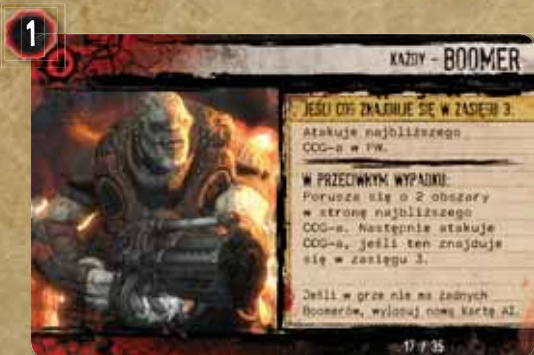 1
KAŻDY - BOOMER
JEŚLI COG ZNAJDUJE SIĘ W ZASIĘGU 3:
Atakuje najbliższego
COG-a w PW.
W PRZECIWNYM WYPADKU:
Porusza się o 2 obszary
w stronę najbliższego
COG-a. Następnie atakuje
COG-a, jeśli ten znajduje
się w zasięgu 3.
Jeśli w grze nie ma żadnych
Boomerów, wylosuj nową kartę AI.
17 / 35